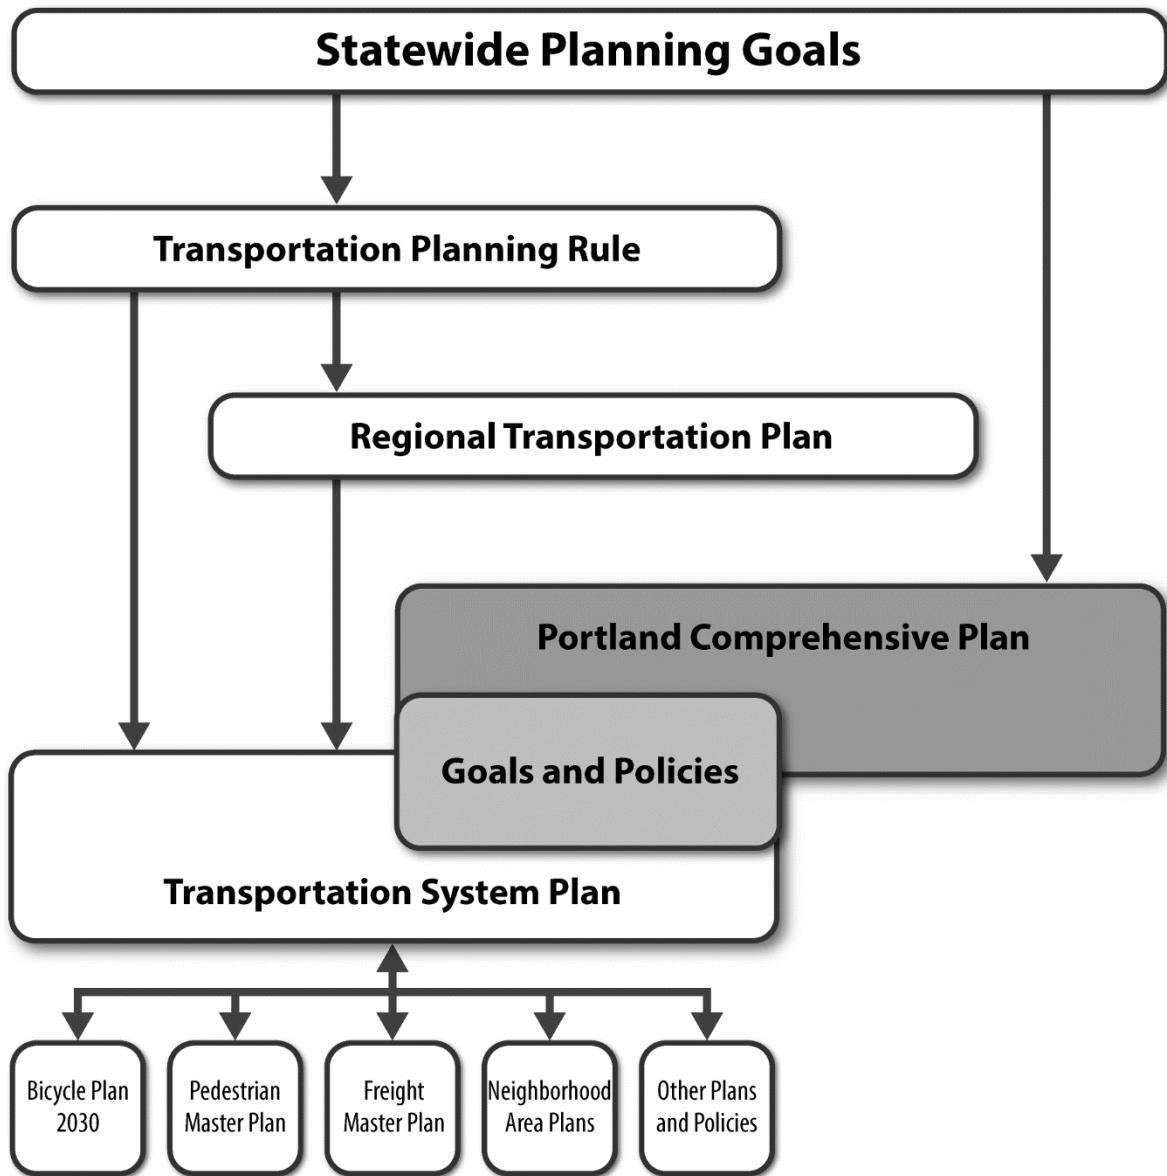 Statewide Planning Goals
Transportation Planning Rule
Regional Transportation Plan
Portland Comprehensive Plan
Goals and Policies
Transportation System Plan
Bicycle Plan
2030
Pedestrian
Master Plan
Freight
Master Plan
Neighborhood
Area Plans
Other Plans
and Policies